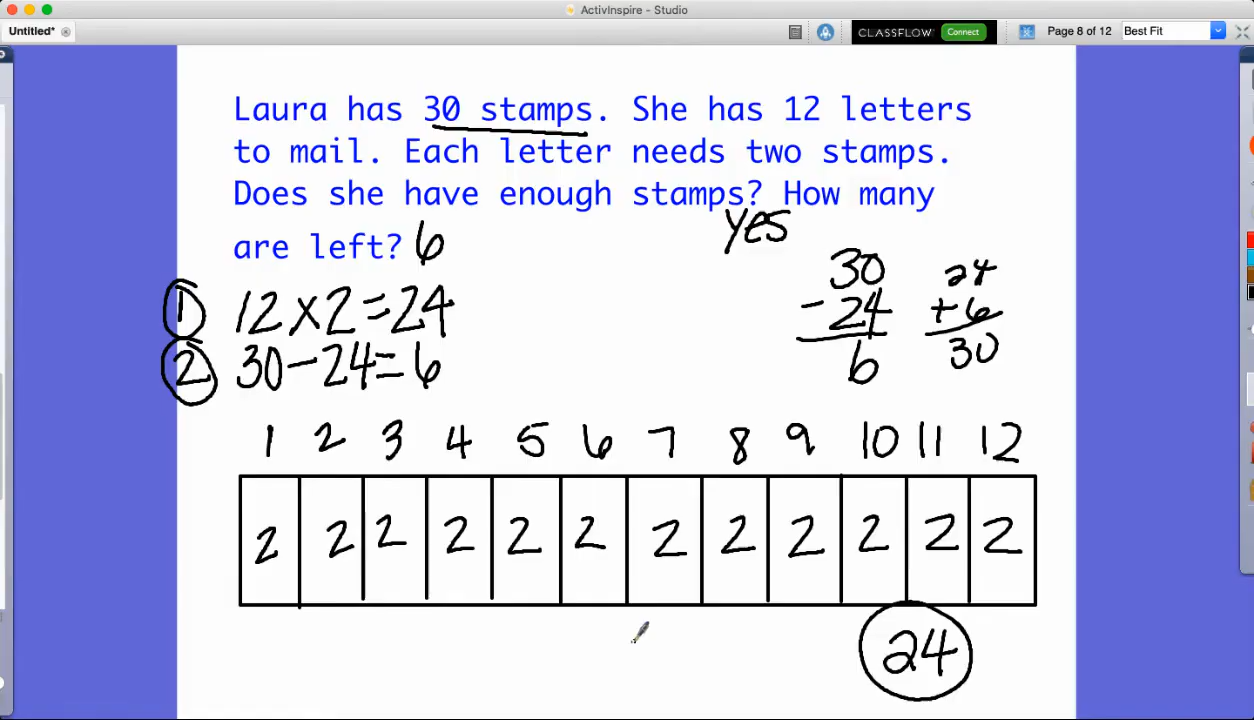 ActivInspire - Studio
Untitled*
CLASSFLOW Connect
Page 8 of 12
Best Fit
Laura has 30 stamps. She has 12 letters
to mail. Each letter needs two stamps.
Does she have enough stamps? How many
yes
are left? 6
1 12 x 2 = 24
2 30 - 24 = 6
30
- 24
6
24
+ 6
30
1 2 3 4 5 6 7 8 9 10 11 12
2 2 2 2 2 2 2 2 2 2 2 2
24